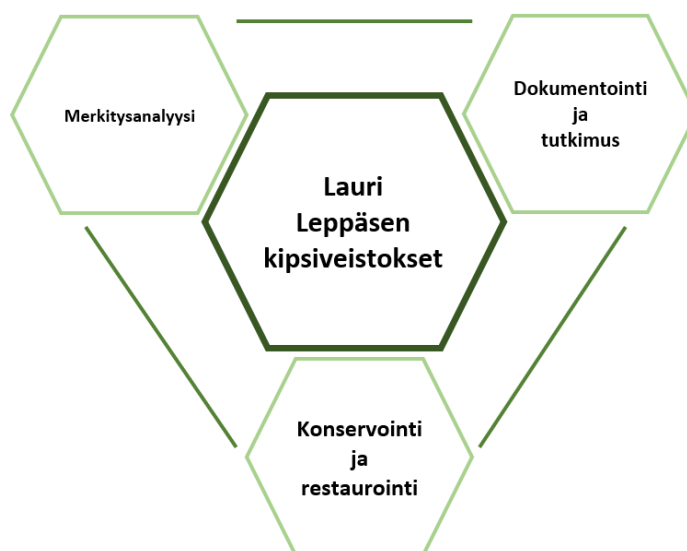 Merkitysanalyysi
Dokumentointi
ja
tutkimus
Lauri
Leppäsen
kipsiveistokset
Konservointi
ja
restaurointi